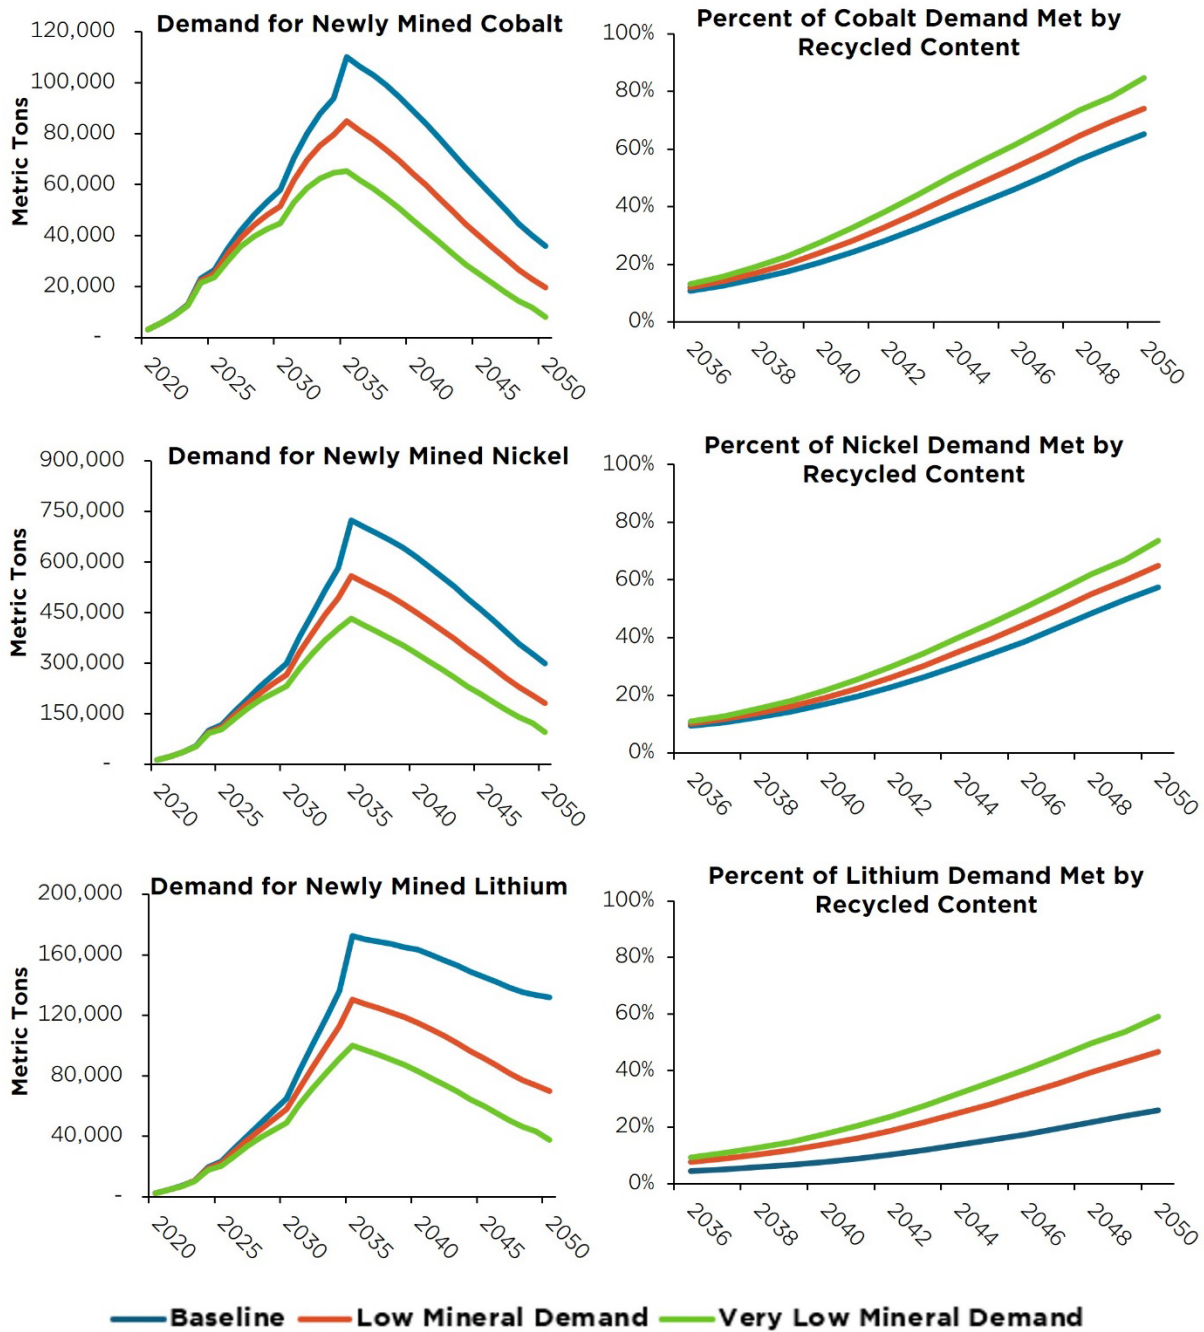 Demand for Newly Mined Cobalt
Metric Tons
120,000
100,000
80,000
60,000
40,000
20,000
-
2020 2025 2030 2035 2040 2045 2050
Percent of Cobalt Demand Met by
Recycled Content
100%
80%
60%
40%
20%
0%
2036 2038 2040 2042 2044 2046 2048 2050
Demand for Newly Mined Nickel
Metric Tons
900,000
750,000
600,000
450,000
300,000
150,000
-
2020 2025 2030 2035 2040 2045 2050
Percent of Nickel Demand Met by
Recycled Content
100%
80%
60%
40%
20%
0%
2036 2038 2040 2042 2044 2046 2048 2050
Demand for Newly Mined Lithium
Metric Tons
200,000
160,000
120,000
80,000
40,000
-
2020 2025 2030 2035 2040 2045 2050
Percent of Lithium Demand Met by
Recycled Content
100%
80%
60%
40%
20%
0%
2036 2038 2040 2042 2044 2046 2048 2050
Baseline Low Mineral Demand Very Low Mineral Demand